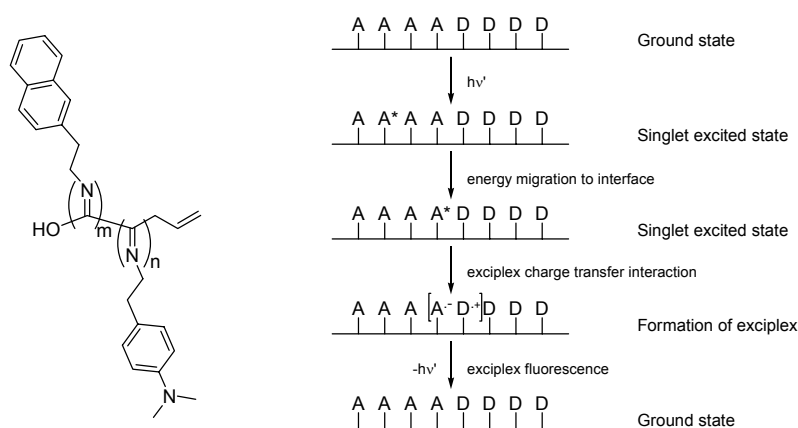 A A A A D D D D
Ground state
hν'
A A* A A D D D D
Singlet excited state
energy migration to interface
A A A A* D D D D
Singlet excited state
exciplex charge transfer interaction
A A A [A·- D·+] D D D
Formation of exciplex
-hν' exciplex fluorescence
A A A A D D D D
Ground state
N
HO
m
N
n
N